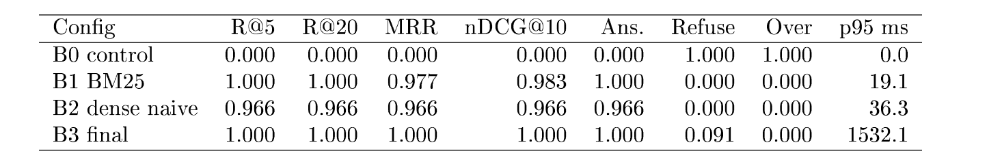 Config R@5 R@20 MRR nDCG@10 Ans. Refuse Over p95 ms
B0 control 0.000 0.000 0.000 0.000 0.000 1.000 1.000 0.0
B1 BM25 1.000 1.000 0.977 0.983 1.000 0.000 0.000 19.1
B2 dense naive 0.966 0.966 0.966 0.966 0.966 0.000 0.000 36.3
B3 final 1.000 1.000 1.000 1.000 1.000 0.091 0.000 1532.1